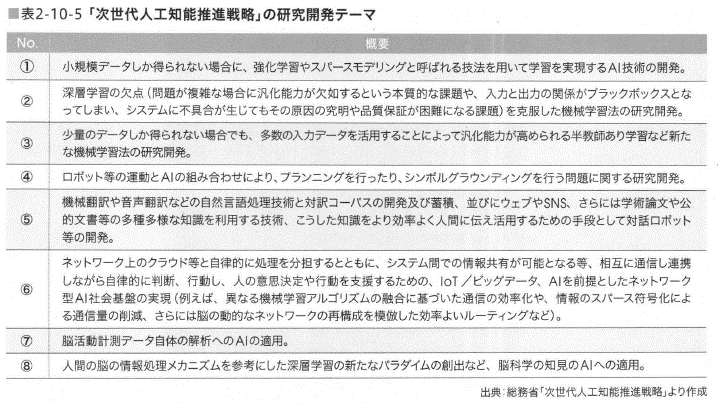 ■表2-10-5「次世代人工知能推進戦略」の研究開発テーマ
No. 概要
① 小規模データしか得られない場合に、強化学習やスパースモデリングと呼ばれる技法を用いて学習を実現するAI技術の開発。
② 深層学習の欠点(問題が複雑な場合に汎化能力が欠如するという本質的な課題や、入力と出力の関係がブラックボックスとな
ってしまい、システムに不具合が生じてもその原因の究明や品質保証が困難になる課題)を克服した機械学習法の研究開発。
③ 少量のデータしか得られない場合でも、多数の入力データを活用することによって汎化能力が高められる半教師あり学習など新た
な機械学習法の研究開発。
④ ロボット等の運動とAIの組み合わせにより、プランニングを行ったり、シンボルグラウンディングを行う問題に関する研究開発。
⑤ 機械翻訳や音声翻訳などの自然言語処理技術と対訳コーパスの開発及び蓄積、並びにウェブやSNS、さらには学術論文や公
的文書等の多種多様な知識を利用する技術、こうした知識をより効率よく人間に伝え活用するための手段として対話ロボット
等の開発。
⑥ ネットワーク上のクラウド等と自律的に処理を分担するとともに、システム間での情報共有が可能となる等、相互に通信し連携
しながら自律的に判断、行動し、人の意思決定や行動を支援するための、IoT/ビッグデータ、AIを前提としたネットワーク
型AI社会基盤の実現(例えば、異なる機械学習アルゴリズムの融合に基づいた通信の効率化や、情報のスパース符号化によ
る通信量の削減、さらには脳の動的なネットワークの再構成を模倣した効率よいルーティングなど)。
⑦ 脳活動計測データ自体の解析へのAIの適用。
⑧ 人間の脳の情報処理メカニズムを参考にした深層学習の新たなパラダイムの創出など、脳科学の知見のAIへの適用。
出典:総務省「次世代人工知能推進戦略」より作成